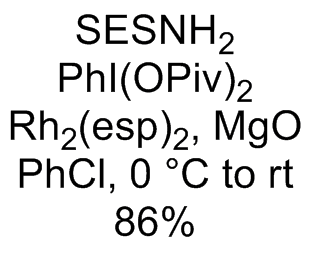 SESNH₂
PhI(OPiv)₂
Rh₂(esp)₂, MgO
PhCl, 0 °C to rt
86%